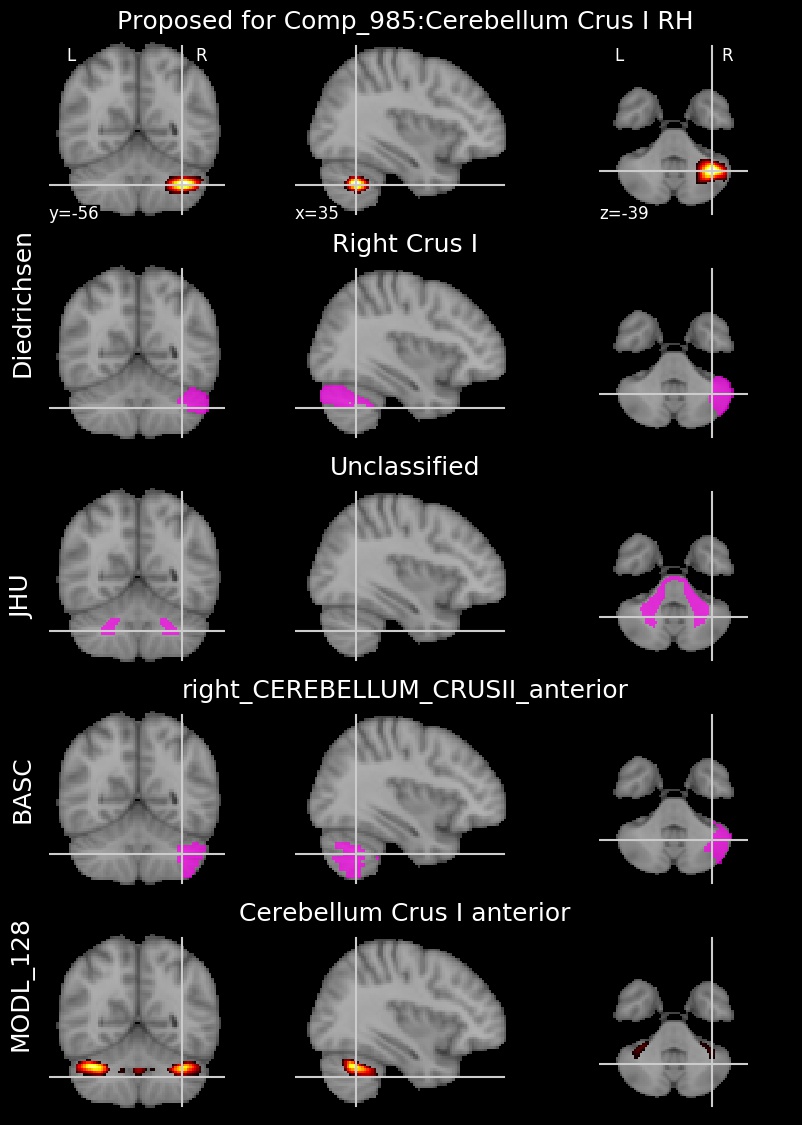 Proposed for Comp_985:Cerebellum Crus I RH
L R L R
y=-56 x=35 z=-39
Right Crus I
Diedrichsen
Unclassified
JHU
right_CEREBELLUM_CRUSII_anterior
BASC
Cerebellum Crus I anterior
MODL_128